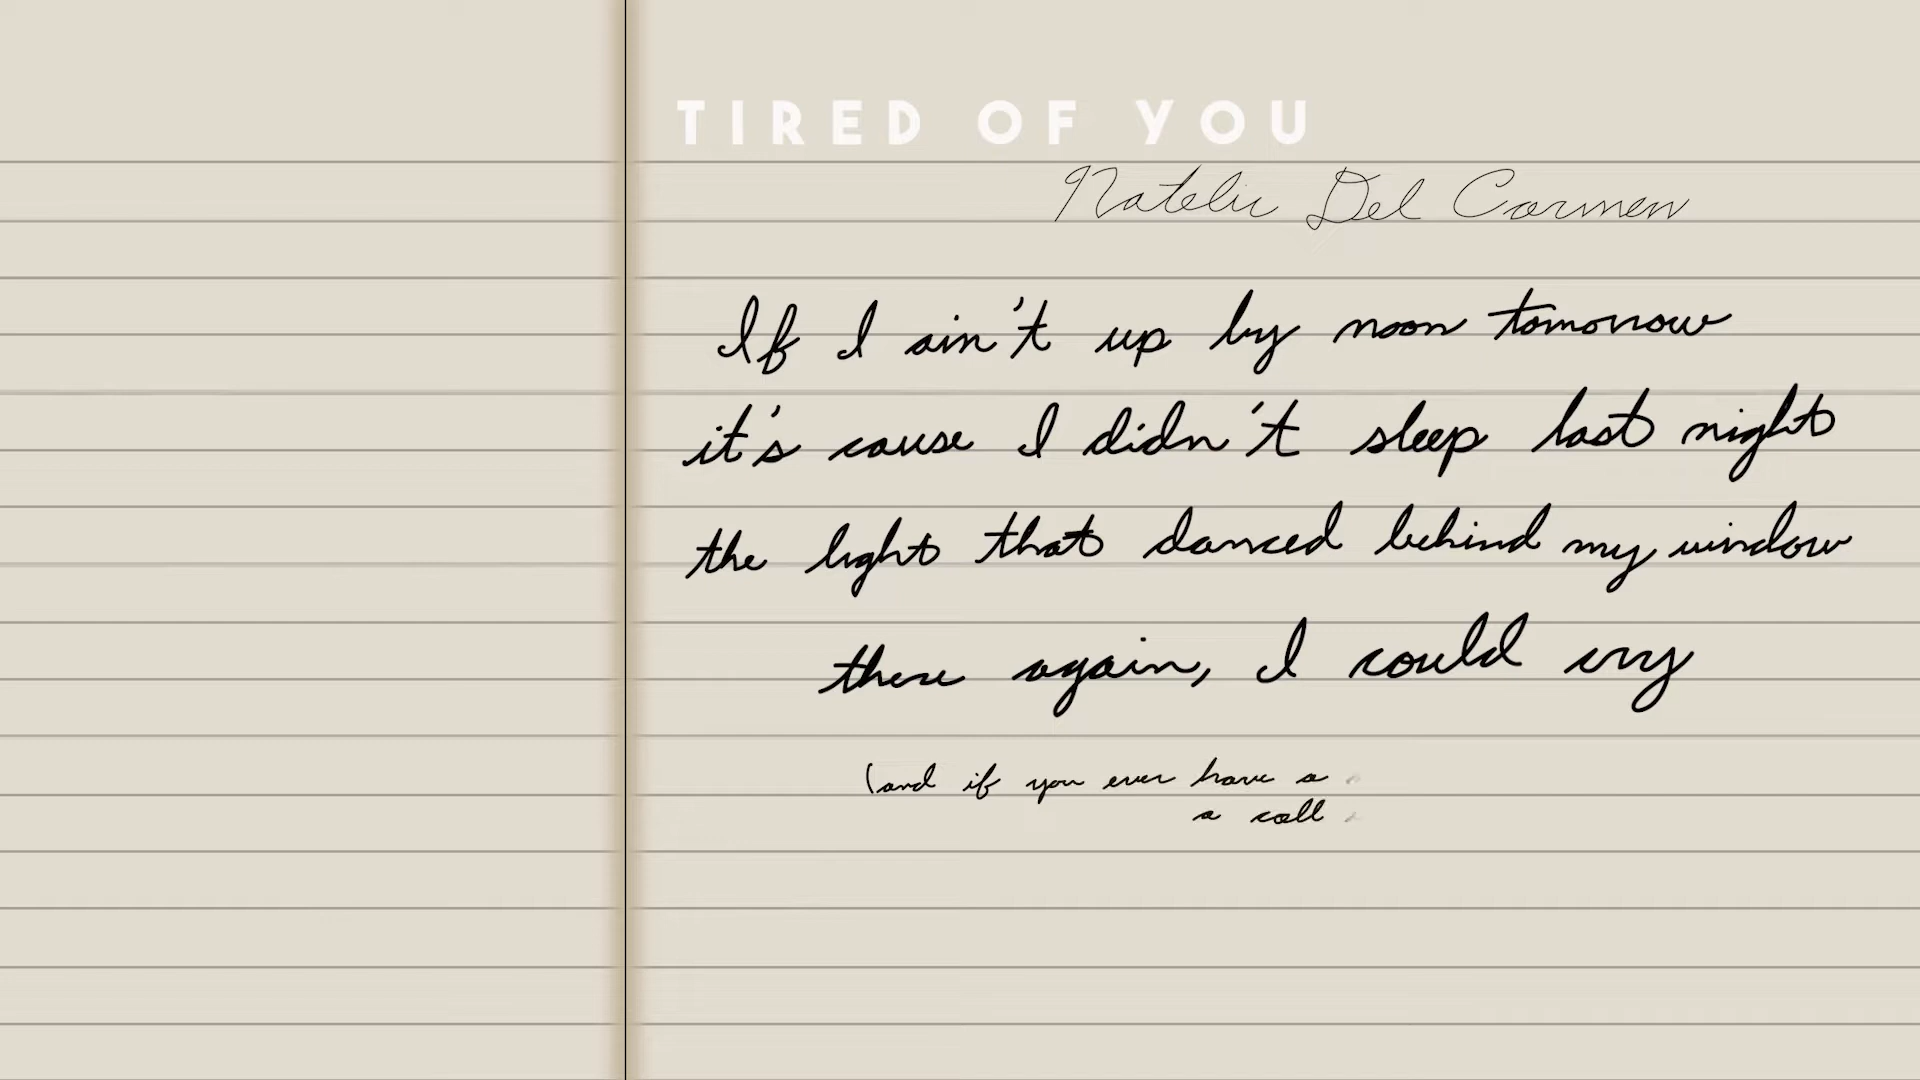 TIRED OF YOU
Natalie Del Carmen
If I ain't up by noon tomorrow
it's cause I didn't sleep last night
the light that danced behind my window
there again, I could cry
(and if you ever have a
a call